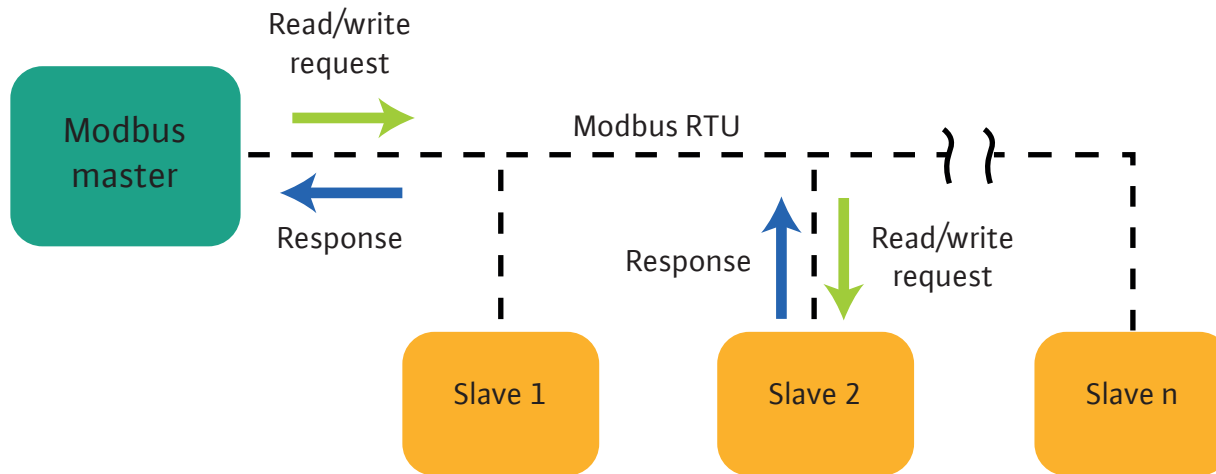 Read/write
request
Modbus
master
Modbus RTU
Response
Response
Read/write
request
Slave 1
Slave 2
Slave n